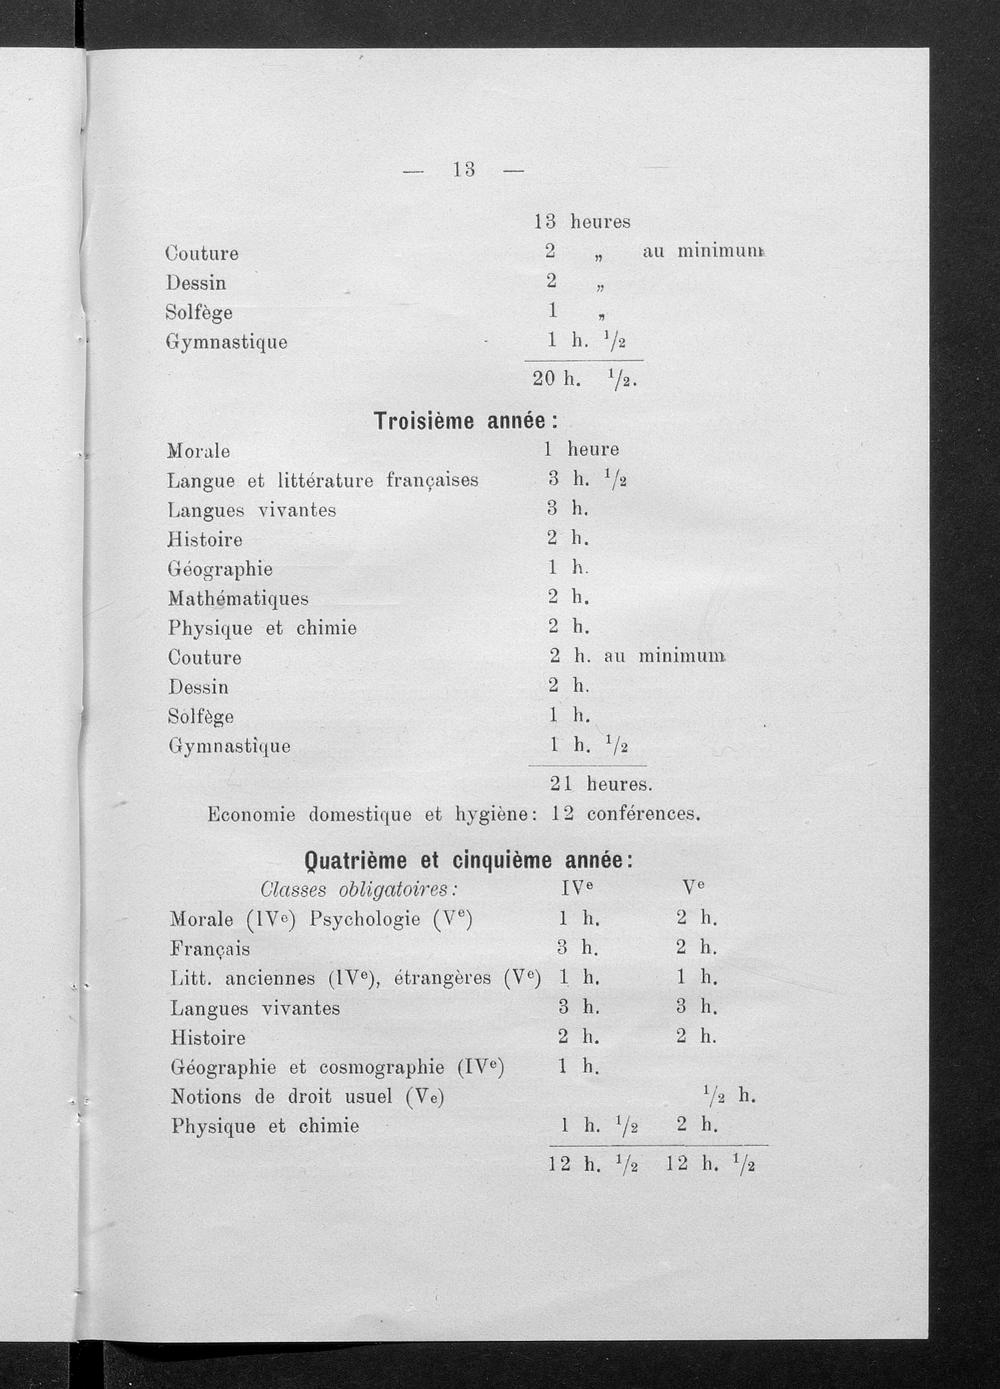 — 13 —
13 heures
Couture 2 „ au minimum
Dessin 2 „
Solfège 1 „
Gymnastique 1 h. 1/2
20 h. 1/2.
Troisième année :
Morale 1 heure
Langue et littérature françaises 3 h. 1/2
Langues vivantes 3 h.
Histoire 2 h.
Géographie 1 h.
Mathématiques 2 h.
Physique et chimie 2 h.
Couture 2 h. au minimum
Dessin 2 h.
Solfège 1 h.
Gymnastique 1 h. 1/2
21 heures.
Economie domestique et hygiène: 12 conférences.
Quatrième et cinquième année:
Classes obligatoires: IVe Ve
Morale (IVe) Psychologie (Ve) 1 h. 2 h.
Français 3 h. 2 h.
Litt. anciennes (IVe), étrangères (Ve) 1 h. 1 h.
Langues vivantes 3 h. 3 h.
Histoire 2 h. 2 h.
Géographie et cosmographie (IVe) 1 h.
Notions de droit usuel (Ve) 1/2 h.
Physique et chimie 1 h. 1/2 2 h.
12 h. 1/2 12 h. 1/2